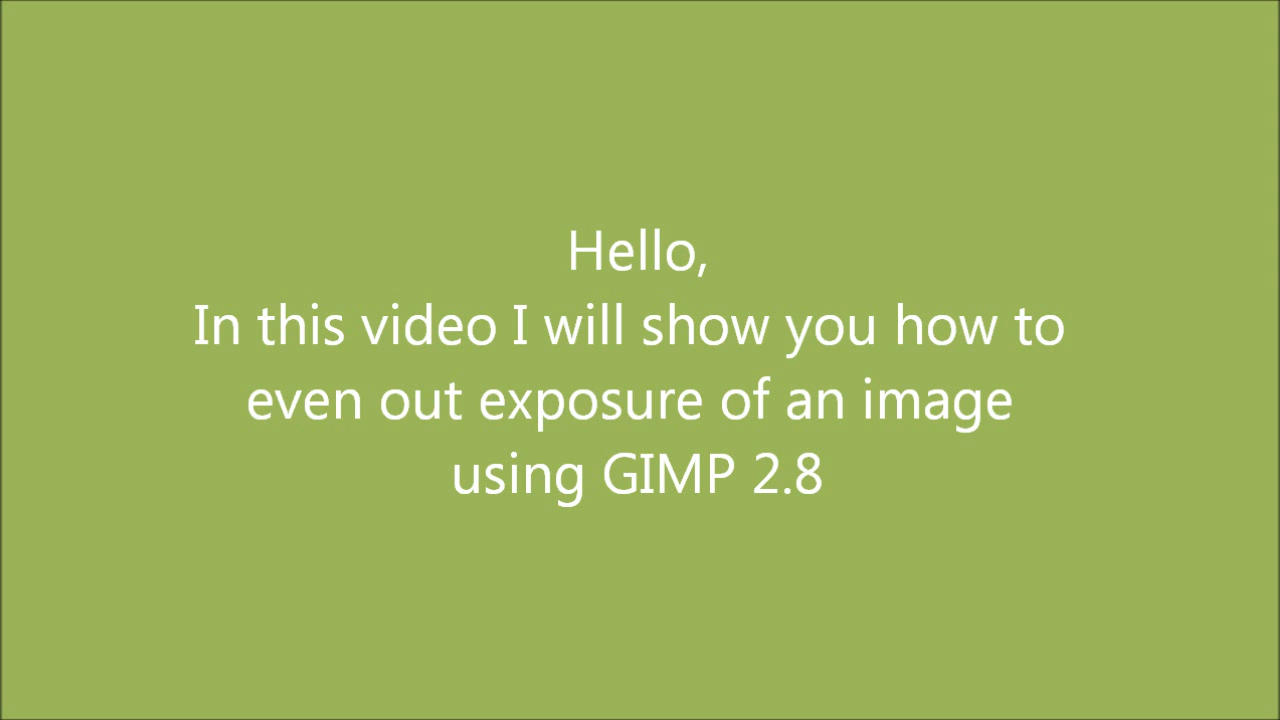 Hello,
In this video I will show you how to
even out exposure of an image
using GIMP 2.8